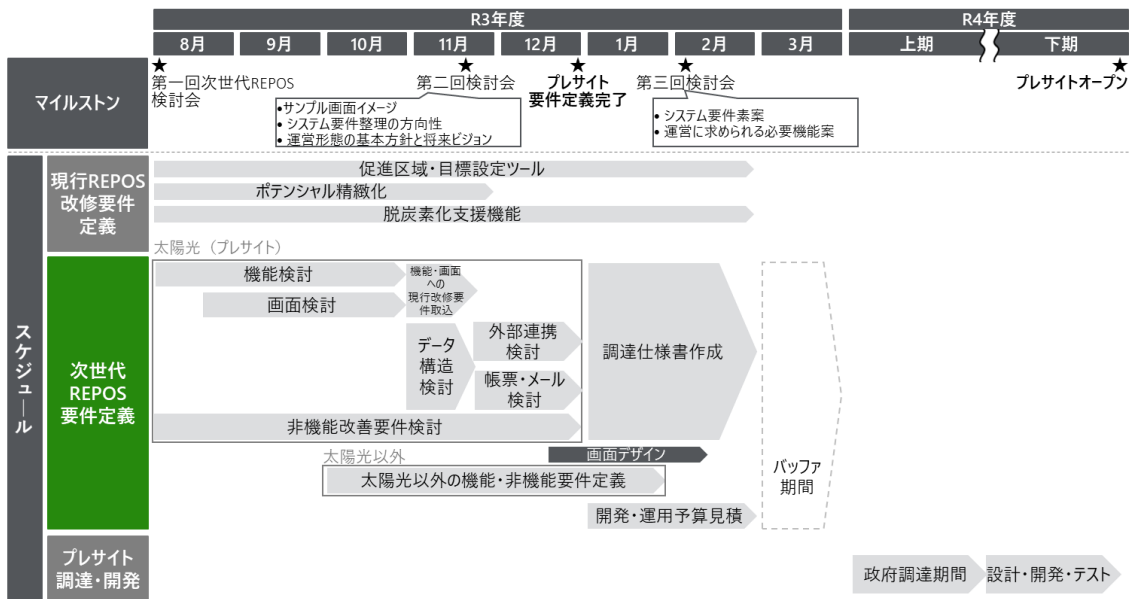 R3年度
R4年度
8月
9月
10月
11月
12月
1月
2月
3月
上期
下期
マイルストン
★
第一回次世代REPOS
検討会
★
第二回検討会
•サンプル画面イメージ
• システム要件整理の方向性
• 運営形態の基本方針と将来ビジョン
★
プレサイト
要件定義完了
★
第三回検討会
• システム要件素案
• 運営に求められる必要機能案
★
プレサイトオープン
スケジュール
現行REPOS
改修要件
定義
促進区域・目標設定ツール
ポテンシャル精緻化
脱炭素化支援機能
次世代
REPOS
要件定義
太陽光（プレサイト）
機能検討
画面検討
機能・画面
への
現行改修要
件取込
データ
構造
検討
外部連携
検討
帳票・メール
検討
非機能改善要件検討
調達仕様書作成
太陽光以外
画面デザイン
太陽光以外の機能・非機能要件定義
開発・運用予算見積
バッファ
期間
プレサイト
調達・開発
政府調達期間
設計・開発・テスト